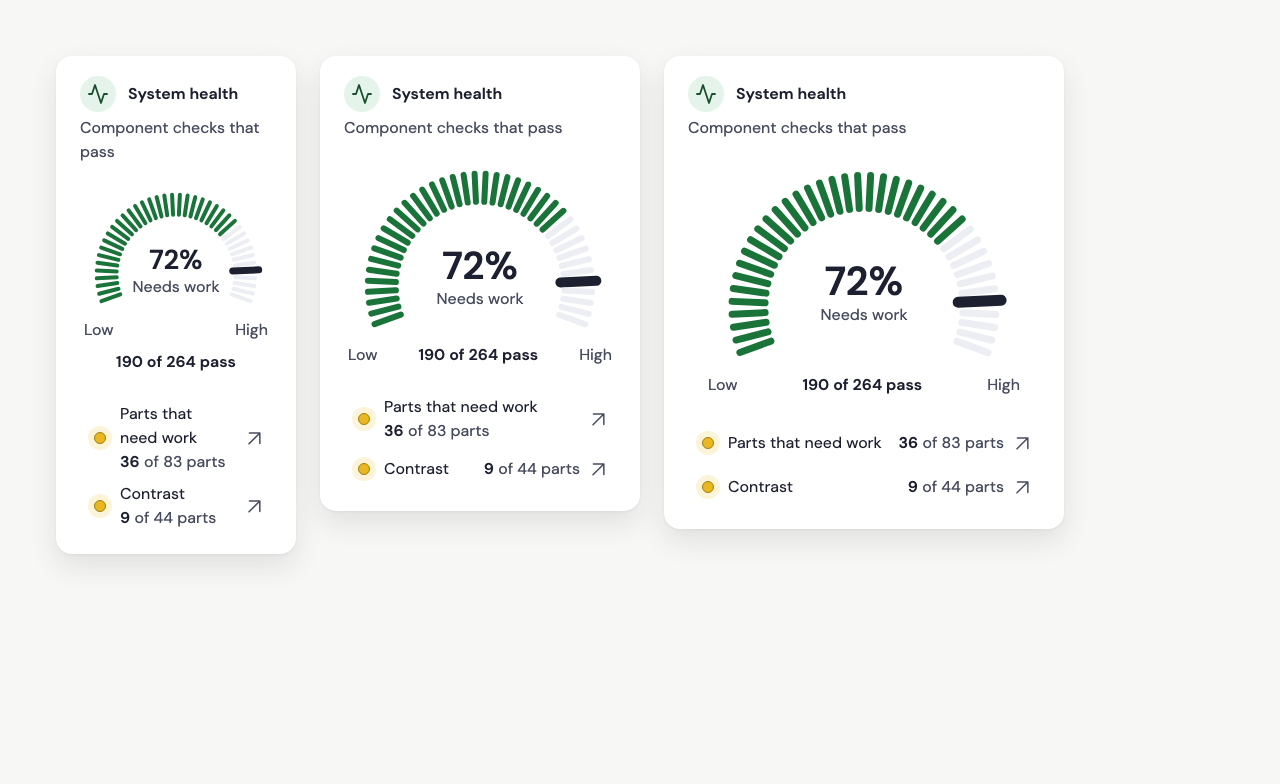 System health
Component checks that
pass
72%
Needs work
Low
High
190 of 264 pass
Parts that
need work
36 of 83 parts
Contrast
9 of 44 parts
System health
Component checks that pass
72%
Needs work
Low 190 of 264 pass High
Parts that need work
36 of 83 parts
Contrast 9 of 44 parts
System health
Component checks that pass
72%
Needs work
Low 190 of 264 pass High
Parts that need work 36 of 83 parts
Contrast 9 of 44 parts